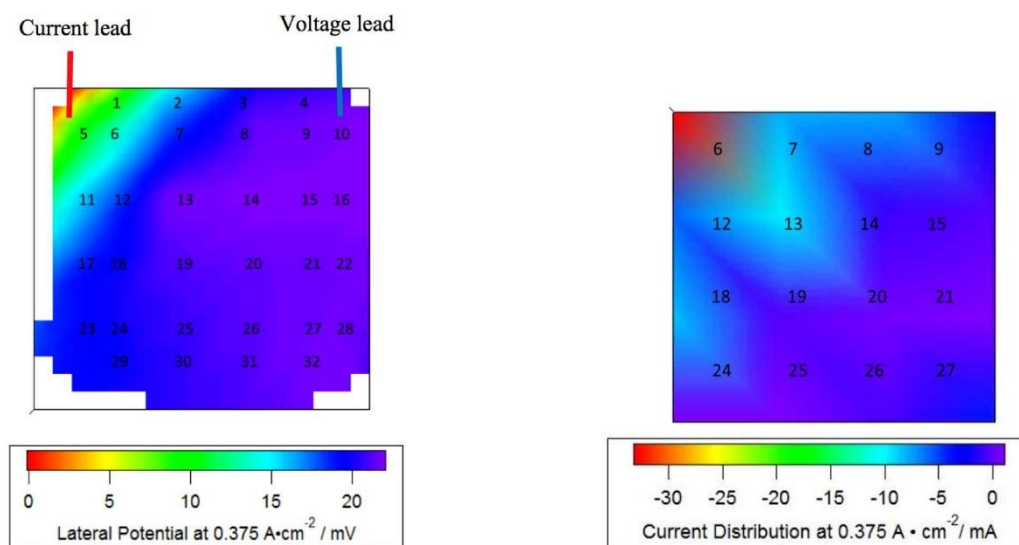 Current lead
Voltage lead
1 2 3 4
5 6 7 8 9 10
11 12 13 14 15 16
17 18 19 20 21 22
23 24 25 26 27 28
29 30 31 32
0 5 10 15 20
Lateral Potential at 0.375 A•cm-2 / mV
6 7 8 9
12 13 14 15
18 19 20 21
24 25 26 27
-30 -25 -20 -15 -10 -5 0
Current Distribution at 0.375 A • cm-2 / mA